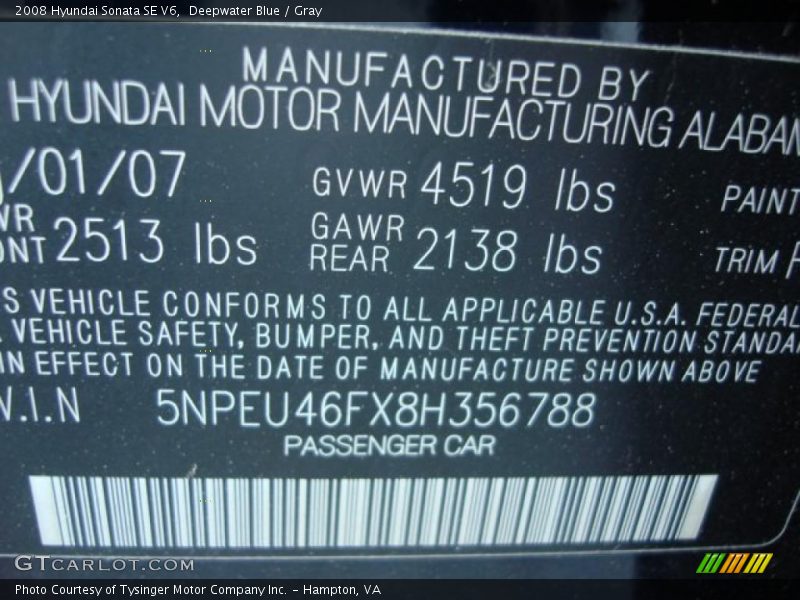 2008 Hyundai Sonata SE V6,  Deepwater Blue / Gray
MANUFACTURED BY
HYUNDAI MOTOR MANUFACTURING ALABAM
/01/07 GVWR 4519 lbs PAINT
WR
ONT 2513 lbs GAWR
REAR 2138 lbs TRIM
S VEHICLE CONFORMS TO ALL APPLICABLE U.S.A. FEDERAL
VEHICLE SAFETY, BUMPER, AND THEFT PREVENTION STANDA
IN EFFECT ON THE DATE OF MANUFACTURE SHOWN ABOVE
V.I.N 5NPEU46FX8H356788
PASSENGER CAR
GTCARLOT.COM
Photo Courtesy of Tysinger Motor Company Inc. – Hampton, VA